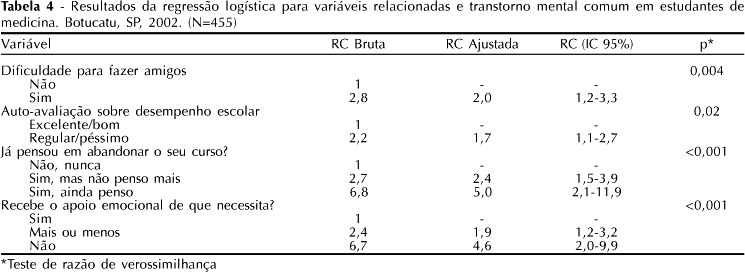 Tabela 4 - Resultados da regressão logística para variáveis relacionadas e transtorno mental comum em estudantes de
medicina. Botucatu, SP, 2002. (N=455)
Variável RC Bruta RC Ajustada RC (IC 95%) p*
Dificuldade para fazer amigos 0,004
Não 1 - -
Sim 2,8 2,0 1,2-3,3
Auto-avaliação sobre desempenho escolar 0,02
Excelente/bom 1 - -
Regular/péssimo 2,2 1,7 1,1-2,7
Já pensou em abandonar o seu curso? <0,001
Não, nunca 1 - -
Sim, mas não penso mais 2,7 2,4 1,5-3,9
Sim, ainda penso 6,8 5,0 2,1-11,9
Recebe o apoio emocional de que necessita? <0,001
Sim 1 - -
Mais ou menos 2,4 1,9 1,2-3,2
Não 6,7 4,6 2,0-9,9
*Teste de razão de verossimilhança